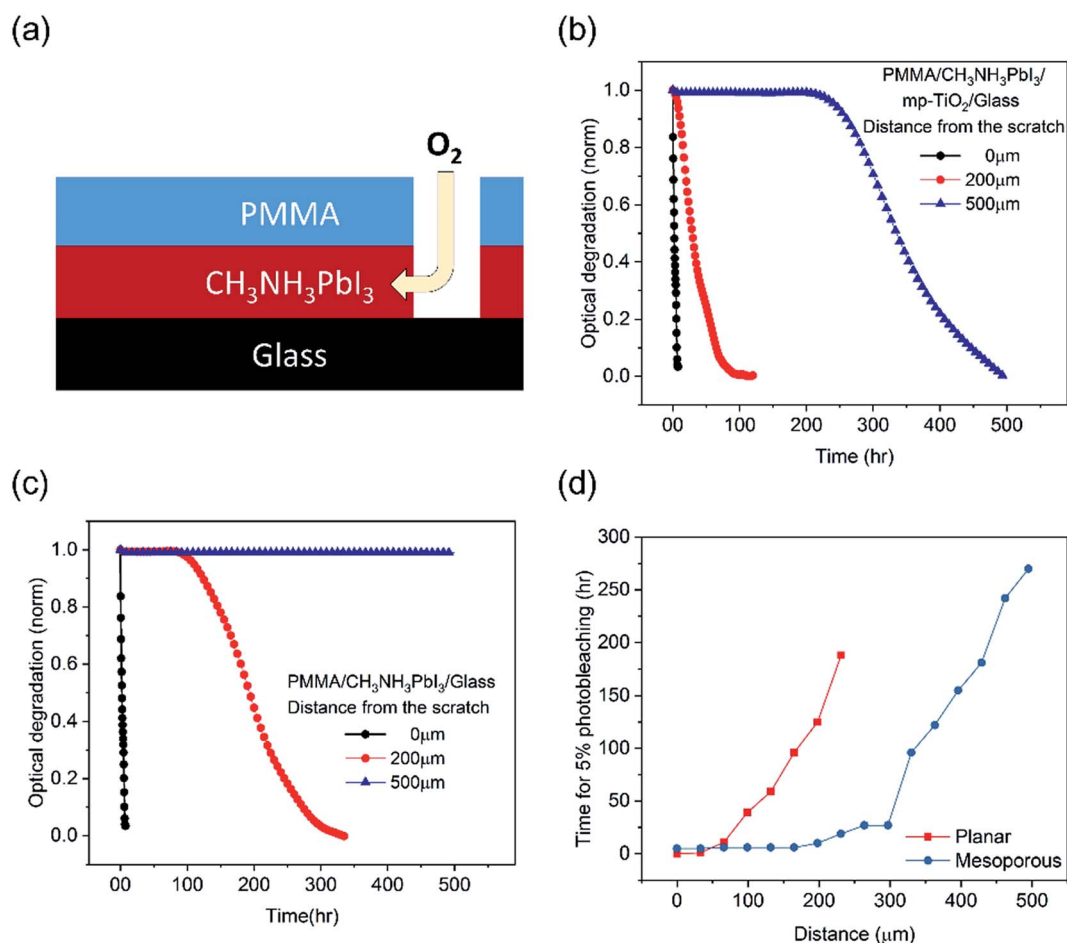 (a)
O₂
PMMA
CH₃NH₃PbI₃
Glass
(b)
PMMA/CH₃NH₃PbI₃/
mp-TiO₂/Glass
Distance from the scratch
0μm
200μm
500μm
1.0
0.8
0.6
0.4
0.2
0.0
Optical degradation (norm)
00 100 200 300 400 500
Time (hr)
(c)
1.0
0.8
0.6
0.4
0.2
0.0
Optical degradation (norm)
PMMA/CH₃NH₃PbI₃/Glass
Distance from the scratch
0μm
200μm
500μm
00 100 200 300 400 500
Time(hr)
(d)
300
250
200
150
100
50
0
Time for 5% photobleaching (hr)
Planar
Mesoporous
0 100 200 300 400 500
Distance (μm)